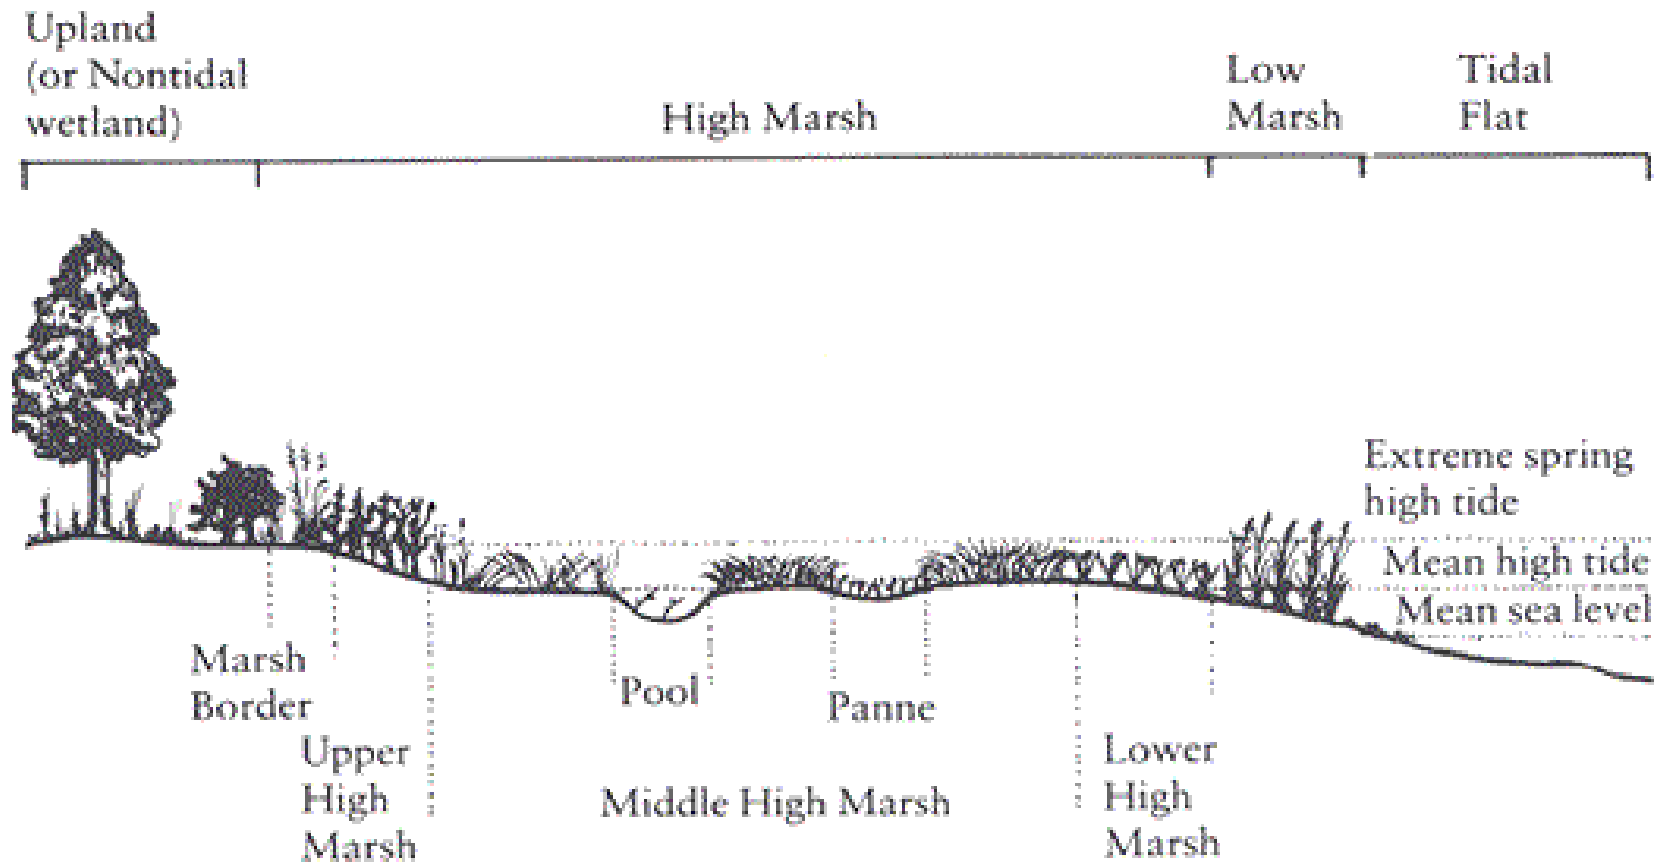 Upland
(or Nontidal
wetland)
High Marsh
Low
Marsh
Tidal
Flat
Extreme spring
high tide
Mean high tide
Mean sea level
Marsh
Border
Upper
High
Marsh
Pool
Panne
Middle High Marsh
Lower
High
Marsh